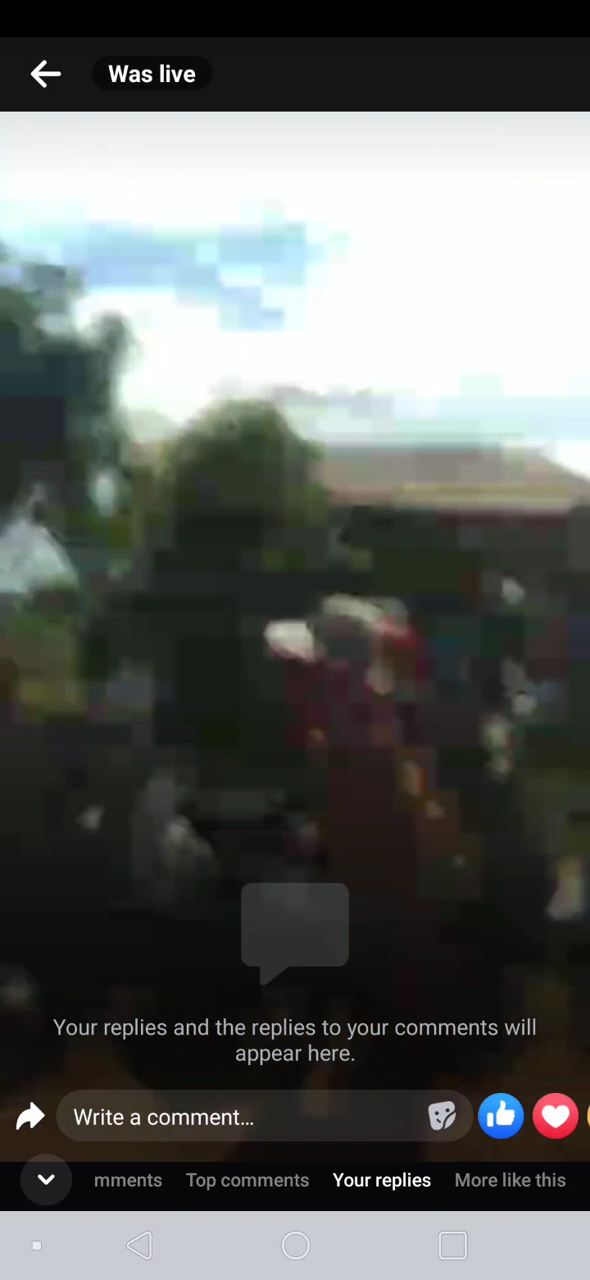 Was live
Your replies and the replies to your comments will
appear here.
Write a comment...
mments Top comments Your replies More like this